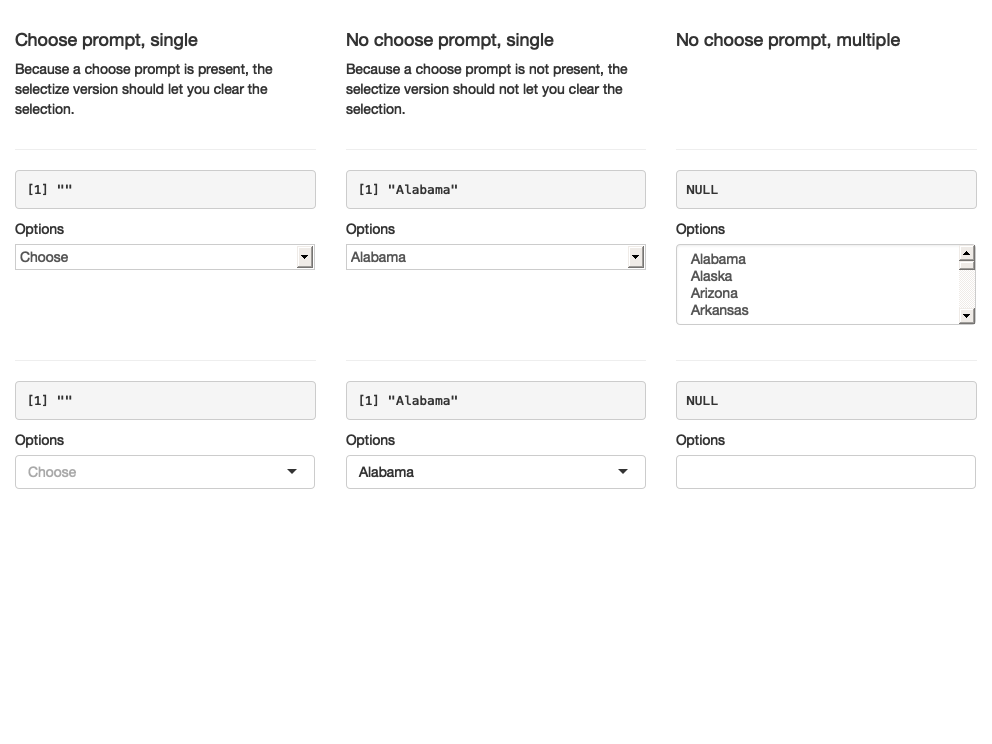 Choose prompt, single
Because a choose prompt is present, the
selectize version should let you clear the
selection.
No choose prompt, single
Because a choose prompt is not present, the
selectize version should not let you clear the
selection.
No choose prompt, multiple
[1] ""
Options
Choose
[1] "Alabama"
Options
Alabama
NULL
Options
Alabama
Alaska
Arizona
Arkansas
[1] ""
Options
Choose
[1] "Alabama"
Options
Alabama
NULL
Options